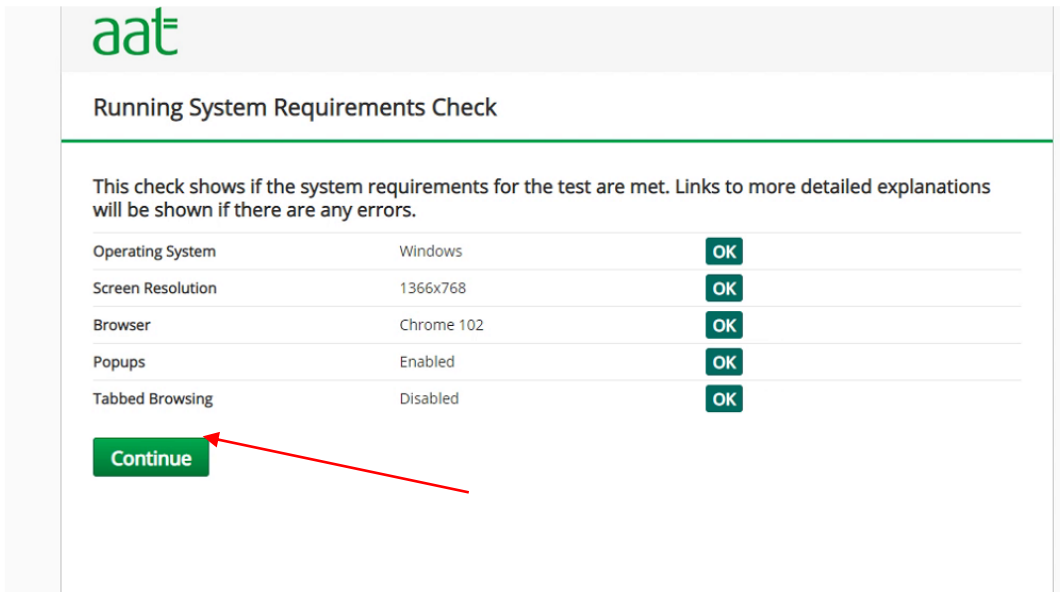 aat
Running System Requirements Check
This check shows if the system requirements for the test are met. Links to more detailed explanations
will be shown if there are any errors.
Operating System Windows OK
Screen Resolution 1366x768 OK
Browser Chrome 102 OK
Popups Enabled OK
Tabbed Browsing Disabled OK
Continue